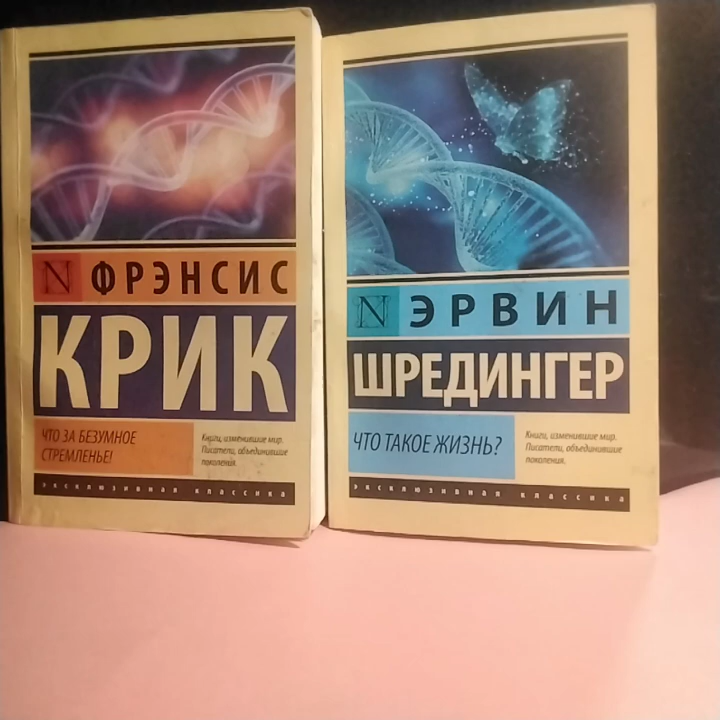 N ФРЭНСИС
КРИК
ЧТО ЗА БЕЗУМНОЕ
СТРЕМЛЕНЬЕ!
Книги, изменившие мир.
Писатели, объединившие
поколения.
эксклюзивная классика
N ЭРВИН
ШРЕДИНГЕР
ЧТО ТАКОЕ ЖИЗНЬ?
Книги, изменившие мир.
Писатели, объединившие
поколения.
эксклюзивная классика